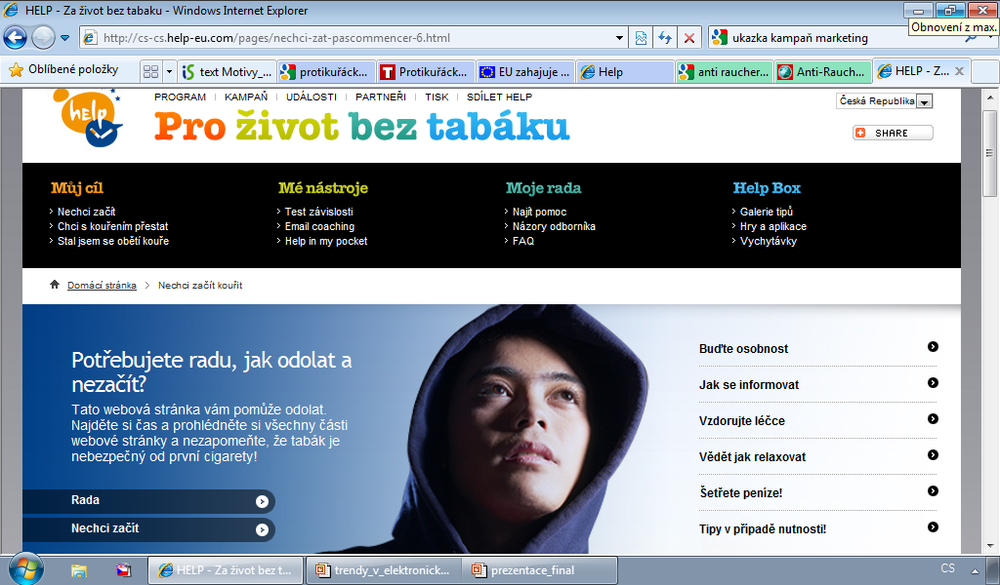 HELP - Za život bez tabaku - Windows Internet Explorer
Obnovení z max.
http://cs-cs.help-eu.com/pages/nechci-zat-pascommencer-6.html
ukazka kampaň marketing
Oblíbené položky
text Motivy_...
protikuřáck...
Protikuřáck...
EU zahajuje ...
Help
anti raucher...
Anti-Rauch...
HELP - Z...
help
PROGRAM | KAMPAŇ | UDÁLOSTI | PARTNEŘI | TISK | SDÍLET HELP
Česká Republika
Pro život bez tabáku
SHARE
Můj cíl
Nechci začít
Chci s kouřením přestat
Stal jsem se obětí kouře
Mé nástroje
Test závislosti
Email coaching
Help in my pocket
Moje rada
Najít pomoc
Názory odborníka
FAQ
Help Box
Galerie tipů
Hry a aplikace
Vychytávky
Domácí stránka > Nechci začít kouřit
Potřebujete radu, jak odolat a
nezačít?
Tato webová stránka vám pomůže odolat.
Najděte si čas a prohlédněte si všechny části
webové stránky a nezapomeňte, že tabák je
nebezpečný od první cigarety!
Rada
Nechci začít
Buďte osobnost
Jak se informovat
Vzdorujte léčce
Vědět jak relaxovat
Šetřete peníze!
Tipy v případě nutnosti!
HELP - Za život bez t...
trendy_v_elektronick...
prezentace_final
CS